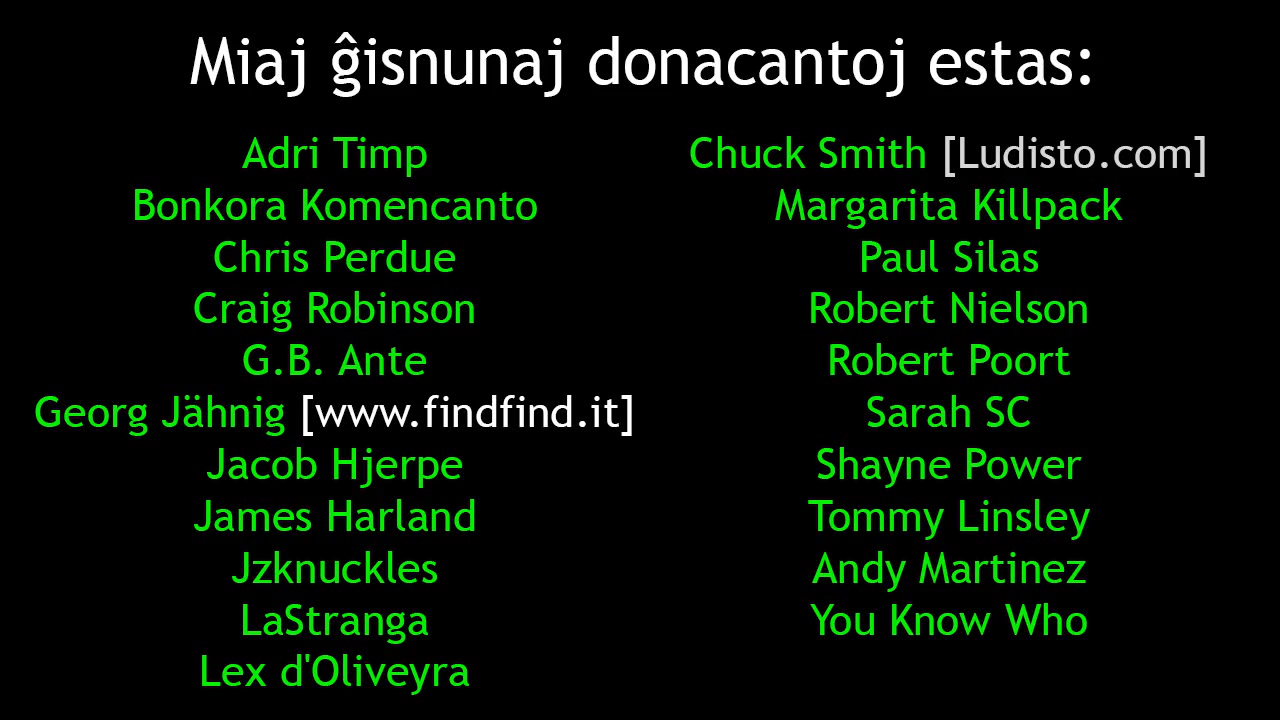 Miaj ĝisnunaj donacantoj estas:
Adri Timp
Bonkora Komencanto
Chris Perdue
Craig Robinson
G.B. Ante
Georg Jähnig [www.findfind.it]
Jacob Hjerpe
James Harland
Jzknuckles
LaStranga
Lex d'Oliveyra
Chuck Smith [Ludisto.com]
Margarita Killpack
Paul Silas
Robert Nielson
Robert Poort
Sarah SC
Shayne Power
Tommy Linsley
Andy Martinez
You Know Who